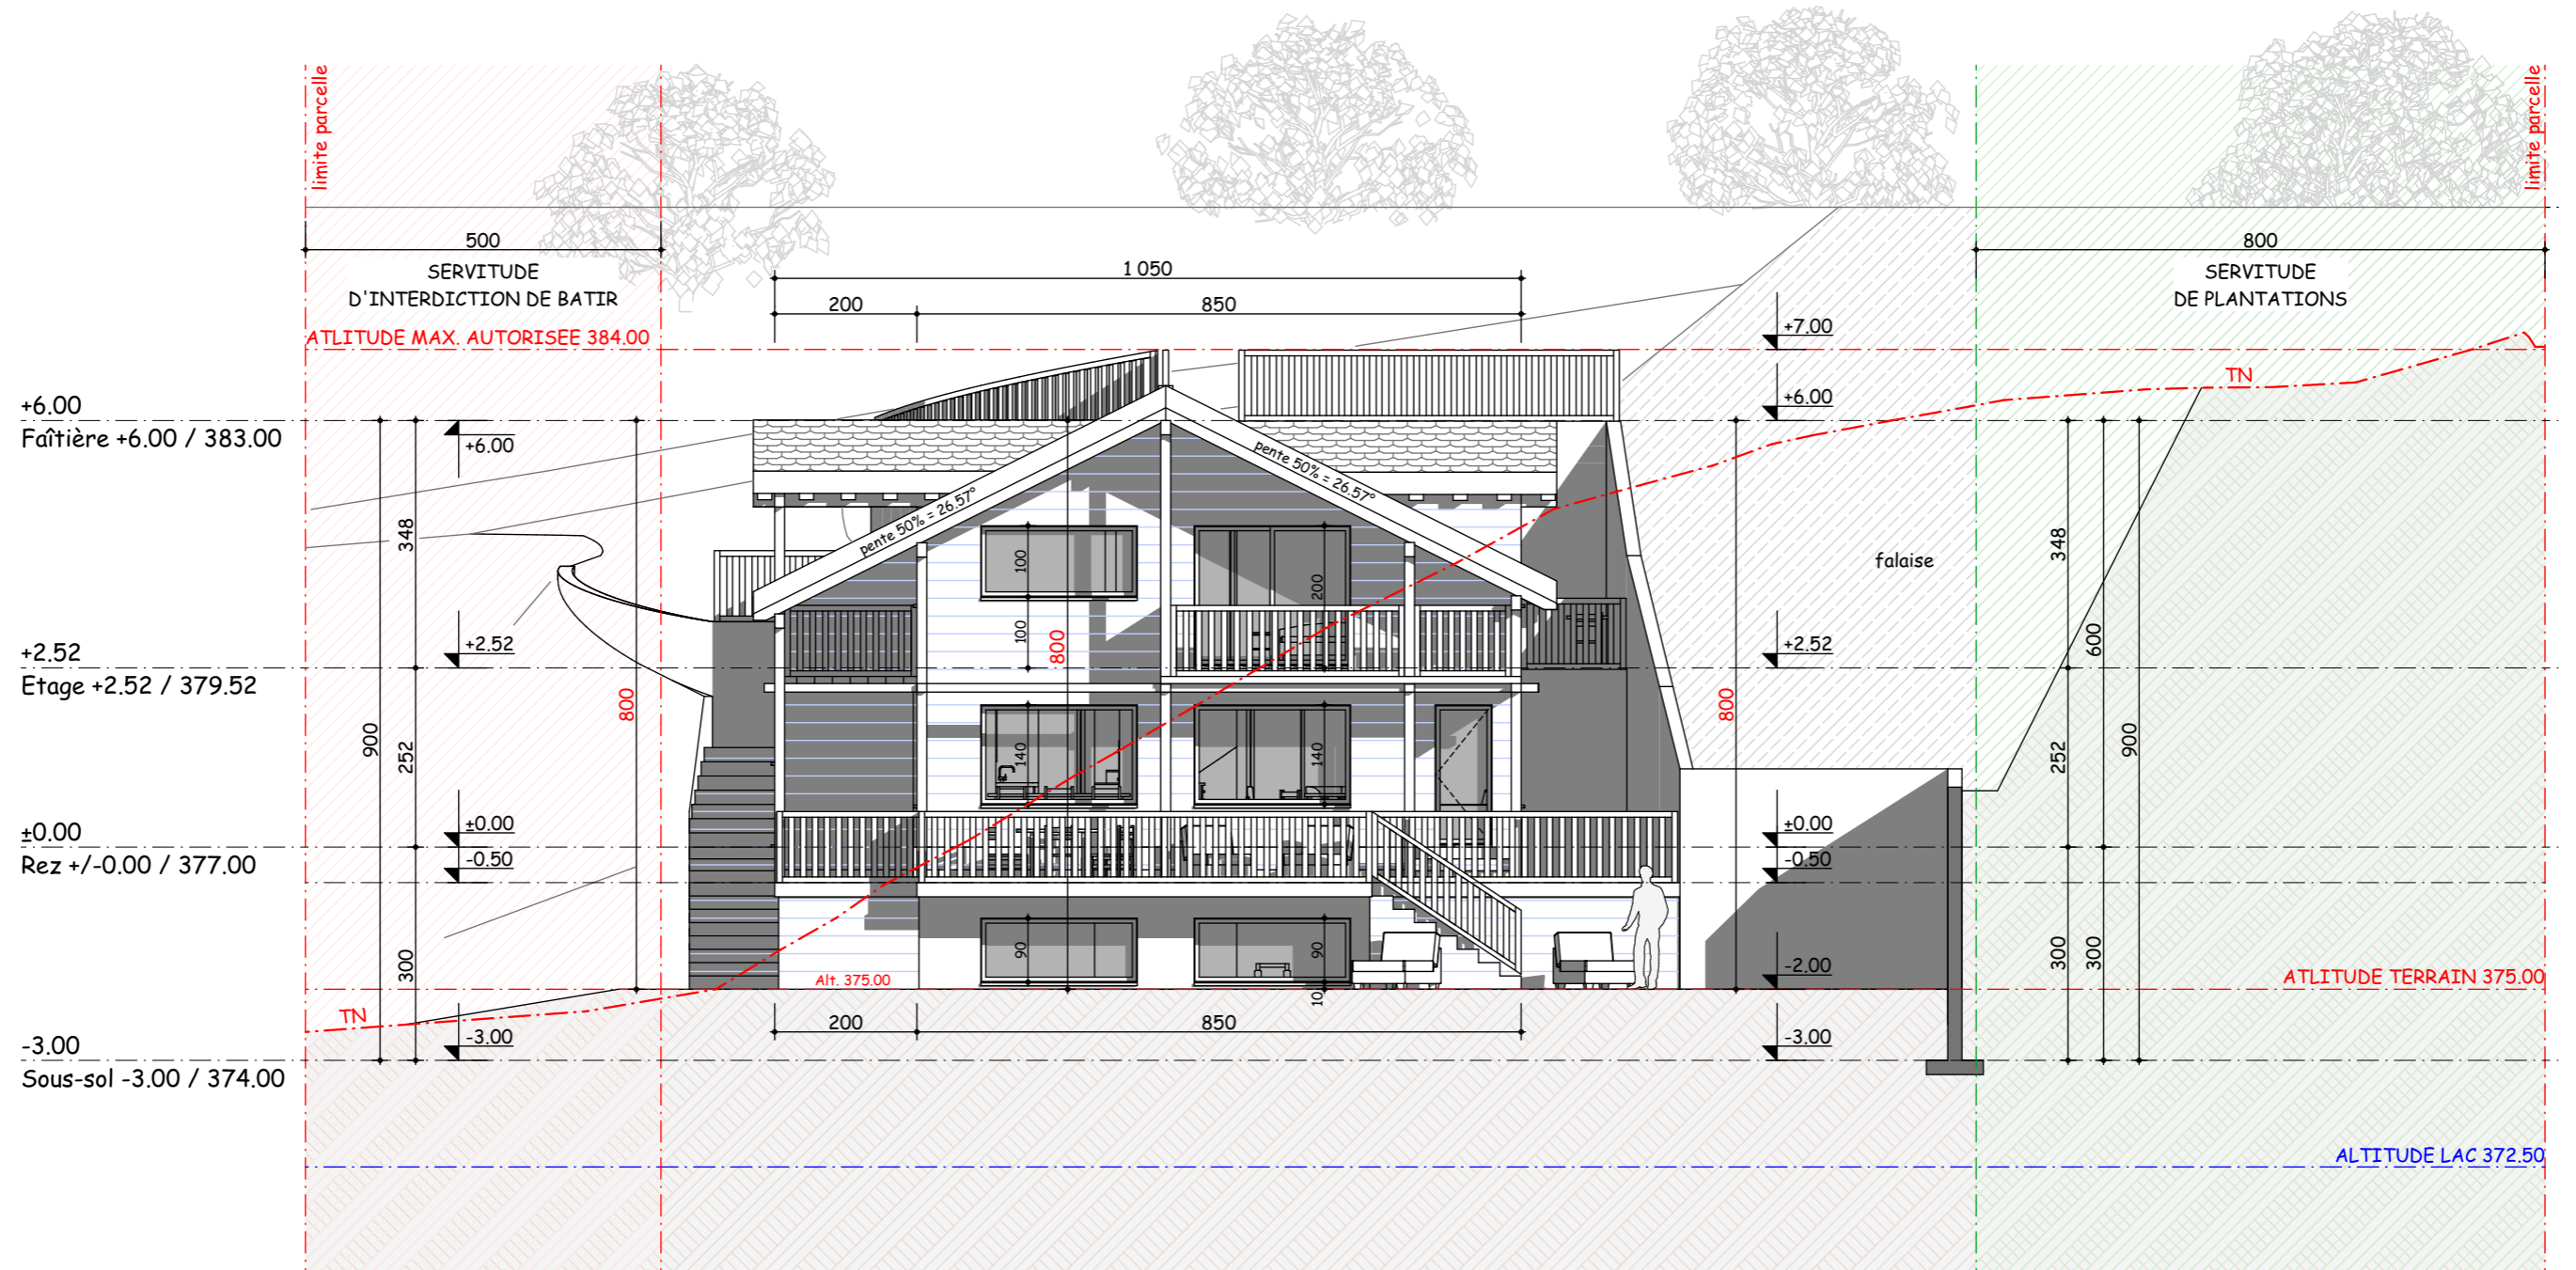 limite parcelle
limite parcelle
500
SERVITUDE
D'INTERDICTION DE BATIR
800
SERVITUDE
DE PLANTATIONS
1 050
200
850
ATLITUDE MAX. AUTORISEE 384.00
+7.00
TN
+6.00
Faîtière +6.00 / 383.00
+6.00
+6.00
pente 50% = 26.57°
pente 50% = 26.57°
348
100
200
falaise
348
100
800
600
+2.52
Etage +2.52 / 379.52
+2.52
+2.52
800
800
900
252
140
140
252
900
±0.00
Rez +/-0.00 / 377.00
±0.00
-0.50
±0.00
-0.50
300
90
90
300
300
-2.00
Alt. 375.00
ATLITUDE TERRAIN 375.00
10
TN
200
850
-3.00
Sous-sol -3.00 / 374.00
-3.00
-3.00
ALTITUDE LAC 372.50